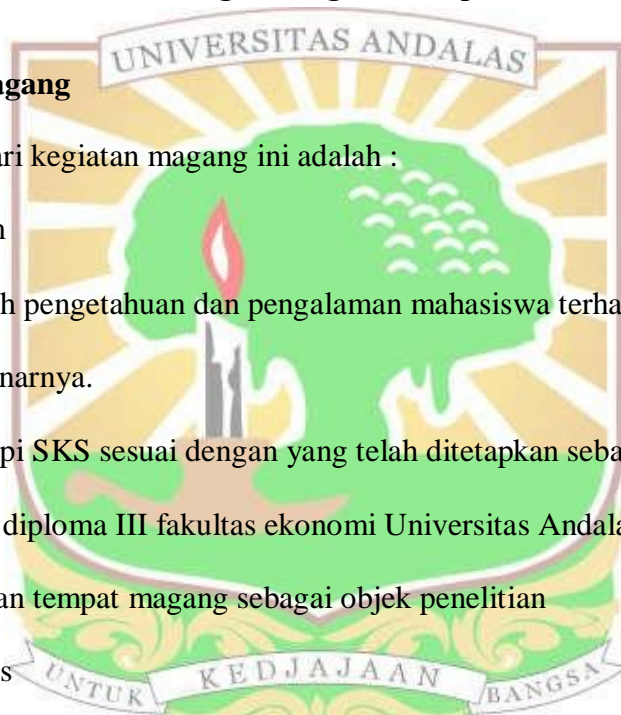 UNIVERSITAS ANDALAS
agang
ari kegiatan magang ini adalah :
n
h pengetahuan dan pengalaman mahasiswa terha
narnya.
pi SKS sesuai dengan yang telah ditetapkan seba
diploma III fakultas ekonomi Universitas Andala
an tempat magang sebagai objek penelitian
s
UNTUK KEDJAJAAN BANGSA